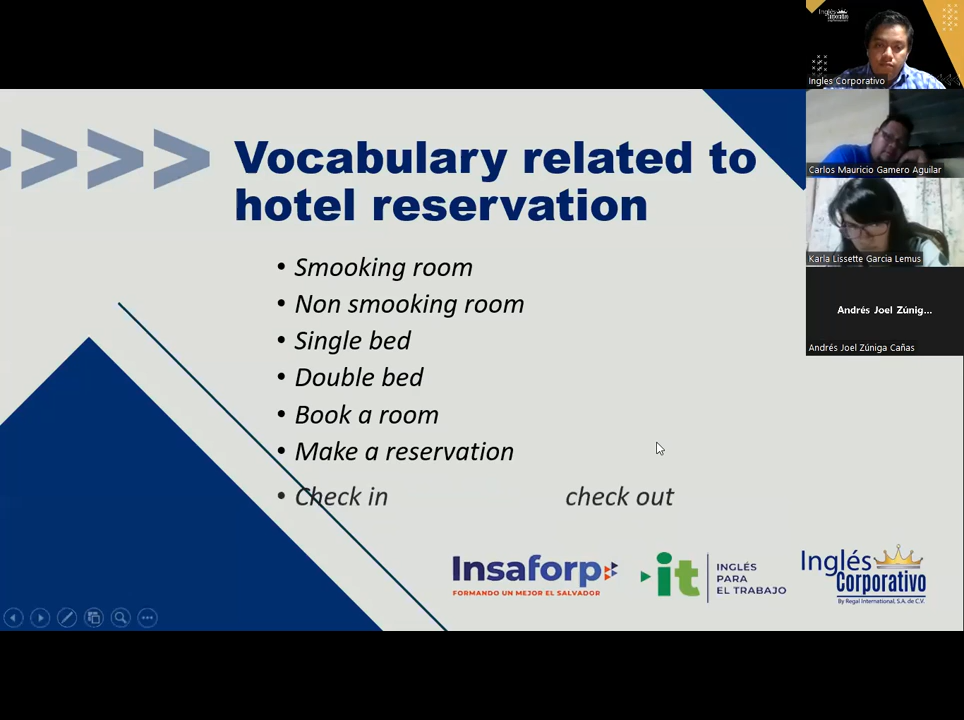 Vocabulary related to
hotel reservation
• Smooking room
• Non smooking room
• Single bed
• Double bed
• Book a room
• Make a reservation
• Check in check out
Insaforp
FORMANDO UN MEJOR EL SALVADOR
it
INGLÉS
PARA
EL TRABAJO
Inglés
Corporativo
By Regal International, S.A. de C.V.
Inglés
Corporativo
Ingles Corporativo
Carlos Mauricio Gamero Aguilar
Karla Lissette Garcia Lemus
Andrés Joel Zúnig...
Andrés Joel Zúniga Cañas